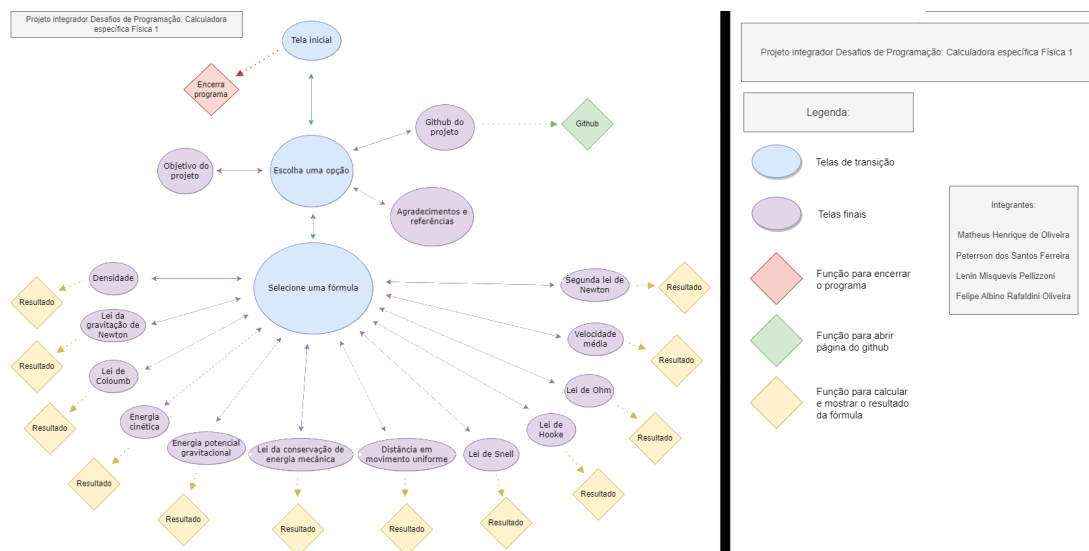 Projeto integrador Desafios de Programação: Calculadora
específica Física 1
Tela inicial
Encerra
programa
Github do
projeto
Github
Objetivo do
projeto
Escolha uma opção
Agradecimentos e
referências
Selecione uma fórmula
Densidade
Resultado
Lei da
gravitação de
Newton
Resultado
Lei de
Coloumb
Resultado
Energia
cinética
Resultado
Energia potencial
gravitacional
Resultado
Lei da conservação de
energia mecânica
Resultado
Distância em
movimento uniforme
Resultado
Lei de Snell
Resultado
Lei de
Hooke
Resultado
Lei de Ohm
Resultado
Velocidade
média
Resultado
Segunda lei de
Newton
Resultado
Projeto integrador Desafios de Programação: Calculadora específica Física 1
Legenda:
Telas de transição
Telas finais
Função para encerrar
o programa
Função para abrir
página do github
Função para calcular
e mostrar o resultado
da fórmula
Integrantes:
Matheus Henrique de Oliveira
Peterrson dos Santos Ferreira
Lenin Misquevis Pellizzoni
Felipe Albino Rafaldini Oliveira